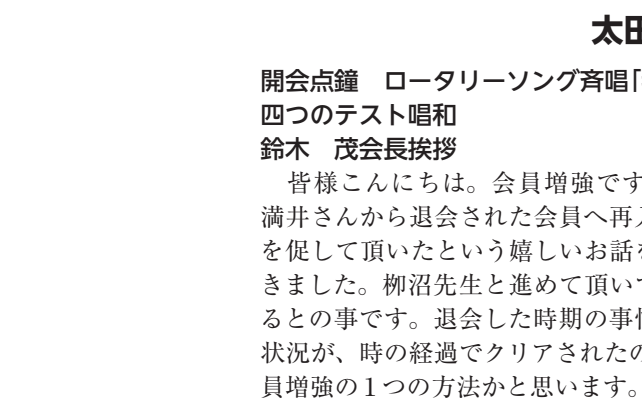 太田
開会点鐘　ロータリーソング斉唱「
四つのテスト唱和
鈴木　茂会長挨拶
　皆様こんにちは。会員増強です
満井さんから退会された会員へ再入
を促して頂いたという嬉しいお話を
きました。栁沼先生と進めて頂いて
るとの事です。退会した時期の事情
状況が、時の経過でクリアされたの
員増強の１つの方法かと思います。